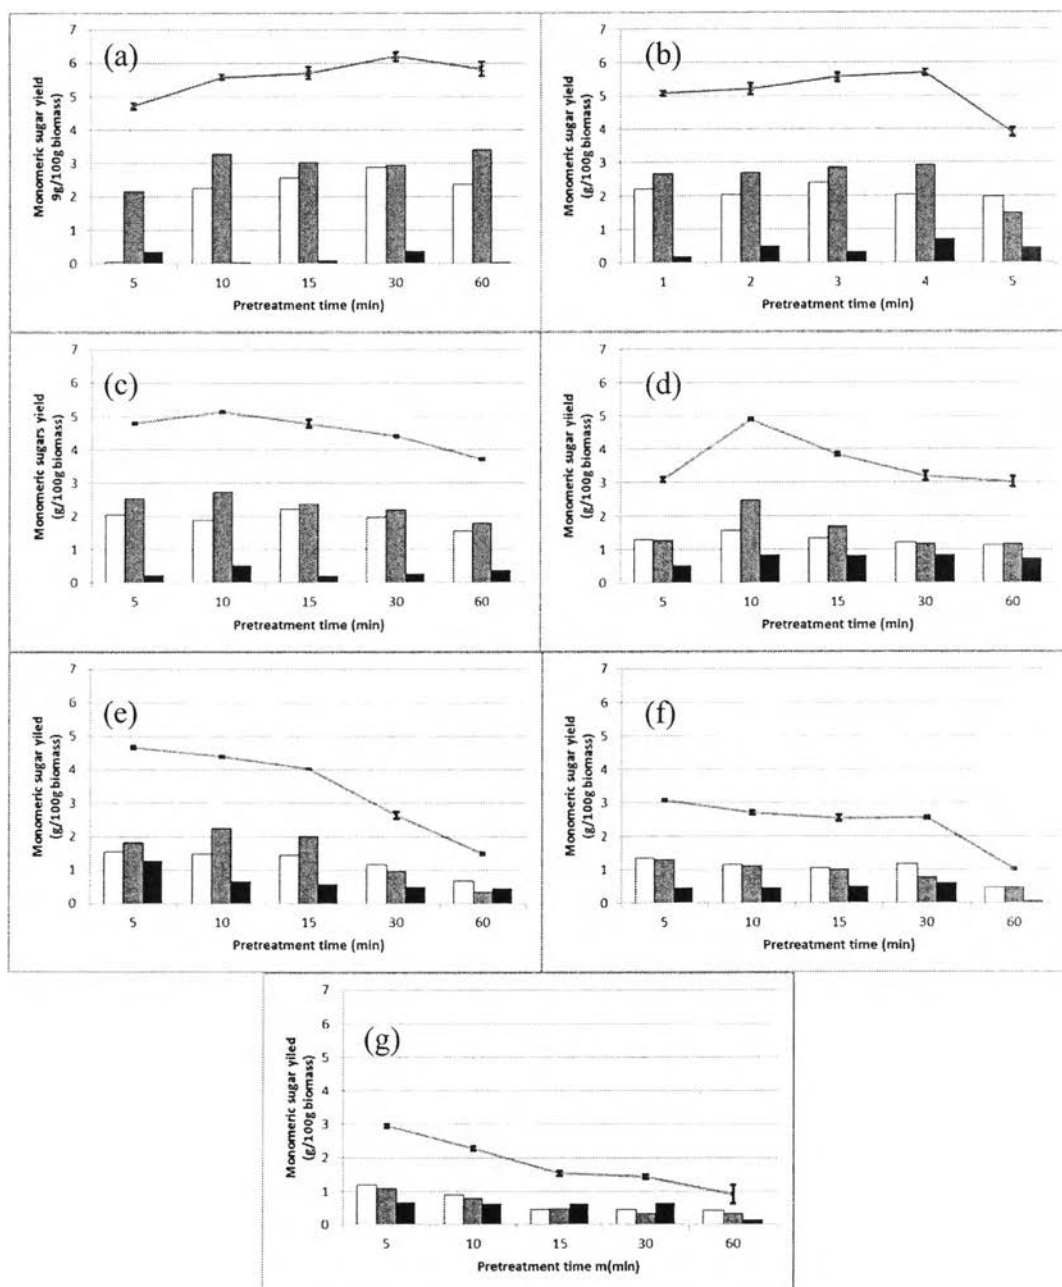 (a)
Monomeric sugar yield
9g/100g biomass)
7
6
5
4
3
2
1
0
5 10 15 30 60
Pretreatment time (min)
(b)
Monomeric sugar yield
(g/100g biomass)
7
6
5
4
3
2
1
0
1 2 3 4 5
Pretreatment time (min)
(c)
Monomeric sugars yield
(g/100g biomass)
7
6
5
4
3
2
1
0
5 10 15 30 60
Pretreatment time (min)
(d)
Monomeric sugar yiield
(g/100g biomass)
7
6
5
4
3
2
1
0
5 10 15 30 60
Pretreatment time (min)
(e)
Monomeric sugar yiled
(g/100g biomass)
7
6
5
4
3
2
1
0
5 10 15 30 60
Pretreatment time (min)
(f)
Monomeric sugar yield
(g/100g biomass)
7
6
5
4
3
2
1
0
5 10 15 30 60
Pretreatment time (min)
(g)
Monomeric sugar yiled
(g/100g biomass)
7
6
5
4
3
2
1
0
5 10 15 30 60
Pretreatment time m(min)